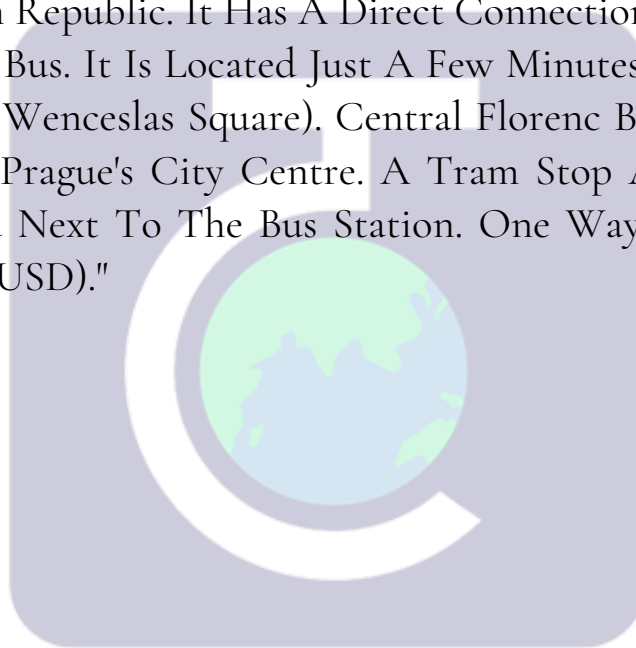 Republic. It Has A Direct Connection
Bus. It Is Located Just A Few Minutes
Wenceslas Square). Central Florenc B
Prague's City Centre. A Tram Stop A
Next To The Bus Station. One Way
USD)."